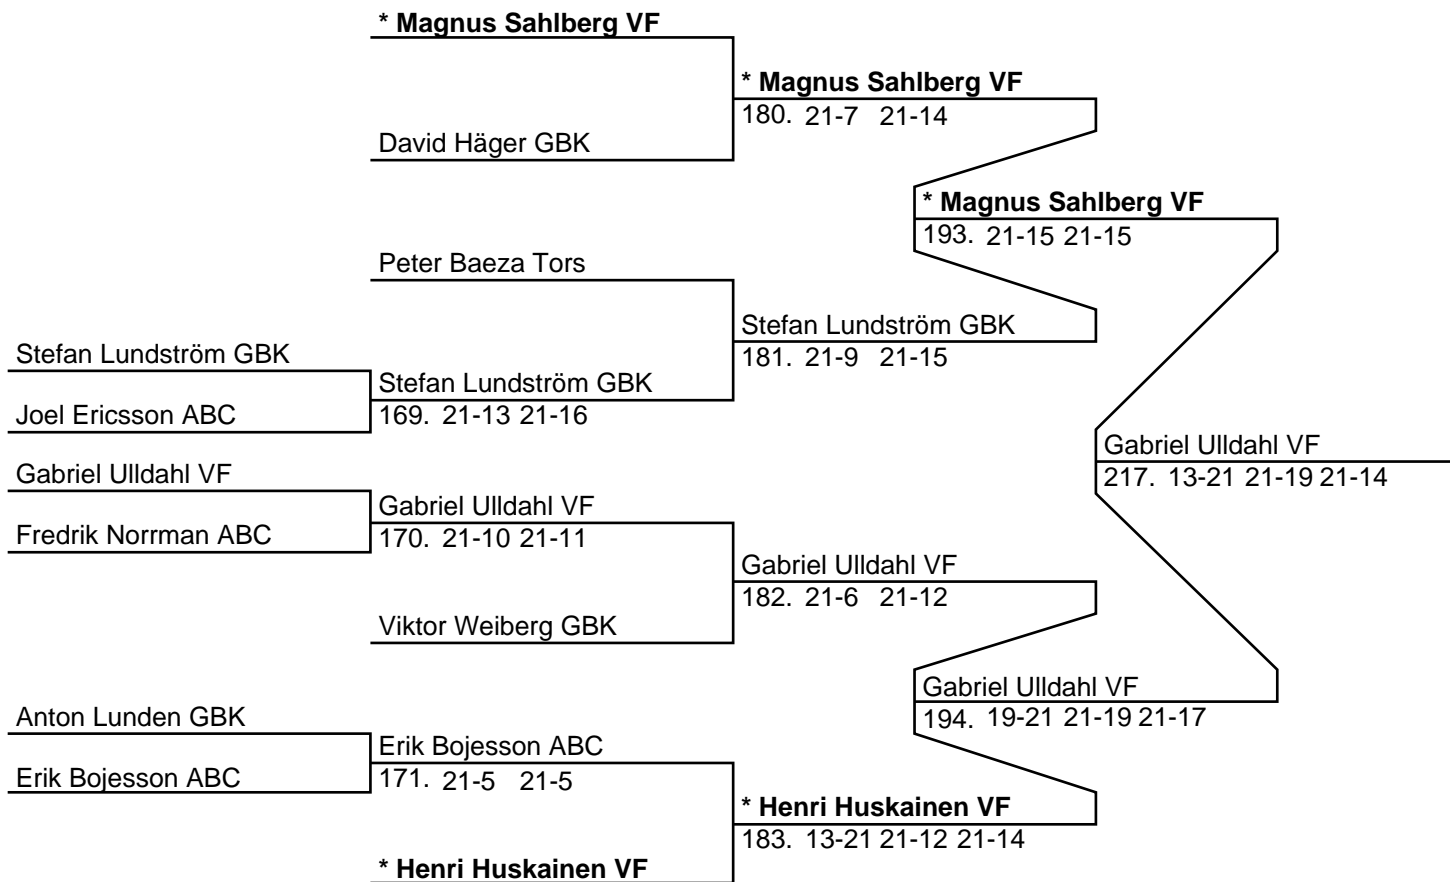 * Magnus Sahlberg VF
* Magnus Sahlberg VF
180. 21-7 21-14
David Häger GBK
* Magnus Sahlberg VF
193. 21-15 21-15
Peter Baeza Tors
Stefan Lundström GBK
181. 21-9 21-15
Stefan Lundström GBK
Stefan Lundström GBK
169. 21-13 21-16
Joel Ericsson ABC
Gabriel Ulldahl VF
217. 13-21 21-19 21-14
Gabriel Ulldahl VF
Gabriel Ulldahl VF
170. 21-10 21-11
Fredrik Norrman ABC
Gabriel Ulldahl VF
182. 21-6 21-12
Viktor Weiberg GBK
Gabriel Ulldahl VF
194. 19-21 21-19 21-17
Anton Lunden GBK
Erik Bojesson ABC
171. 21-5 21-5
Erik Bojesson ABC
* Henri Huskainen VF
183. 13-21 21-12 21-14
* Henri Huskainen VF